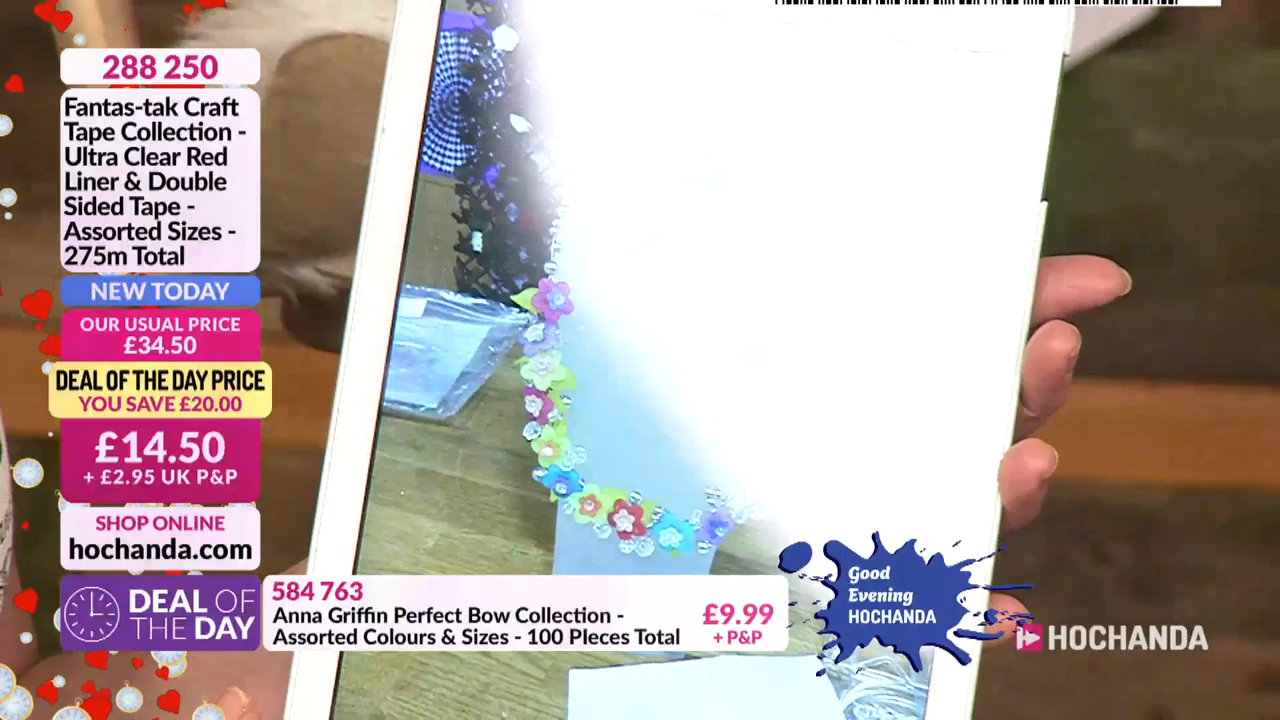 288 250
Fantas-tak Craft
Tape Collection -
Ultra Clear Red
Liner & Double
Sided Tape -
Assorted Sizes -
275m Total
NEW TODAY
OUR USUAL PRICE
£34.50
DEAL OF THE DAY PRICE
YOU SAVE £20.00
£14.50
+ £2.95 UK P&P
SHOP ONLINE
hochanda.com
DEAL OF
THE DAY
584 763
Anna Griffin Perfect Bow Collection -
Assorted Colours & Sizes - 100 Pieces Total
£9.99
+ P&P
Good
Evening
HOCHANDA
HOCHANDA